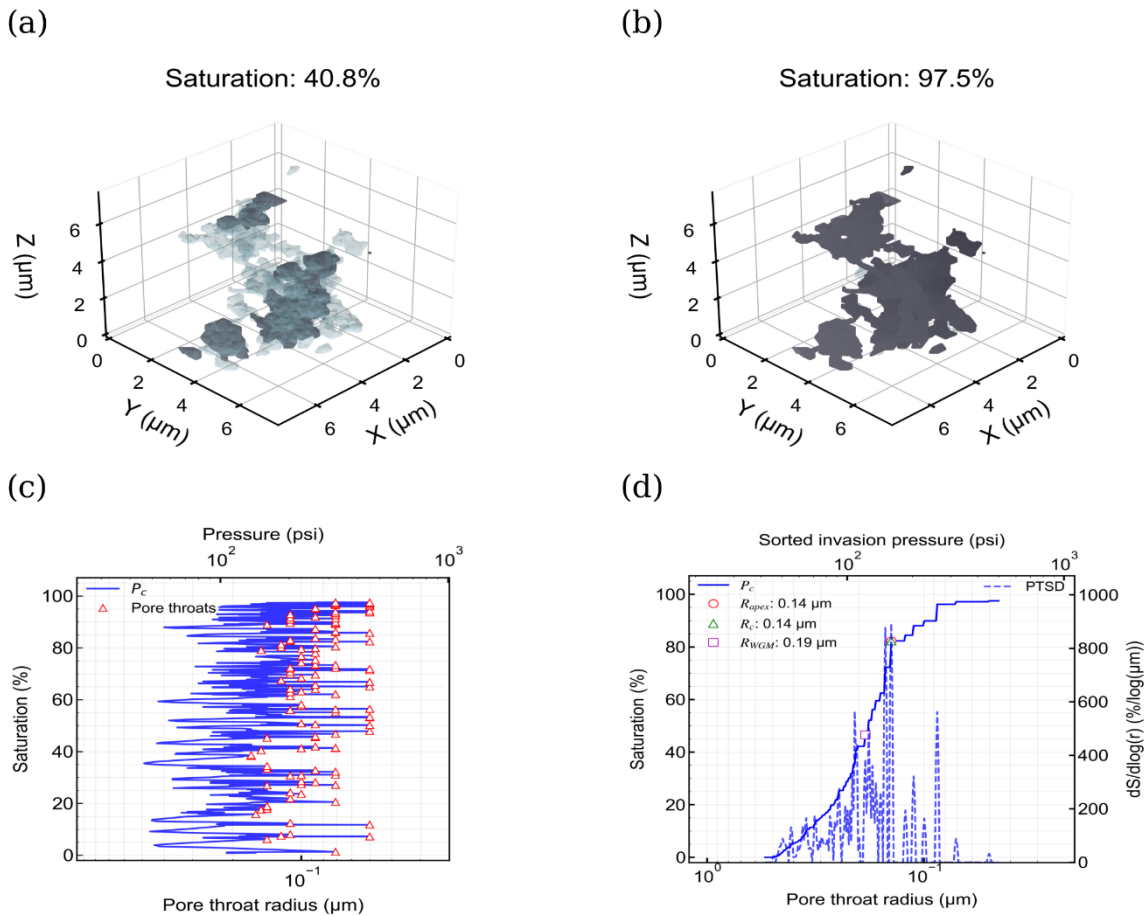 (a)
Saturation: 40.8%
6
4
2
0
Z (μm)
0
2
4
6
Y (μm)
0
2
4
6
X (μm)
(b)
Saturation: 97.5%
6
4
2
0
Z (μm)
0
2
4
6
Y (μm)
0
2
4
6
X (μm)
(c)
Pressure (psi)
10² 10³
P_c
Pore throats
100
80
60
40
20
0
Saturation (%)
10⁻¹
Pore throat radius (μm)
(d)
Sorted invasion pressure (psi)
10² 10³
P_c
R_apex: 0.14 μm
R_c: 0.14 μm
R_WGM: 0.19 μm
PTSD
100
80
60
40
20
0
Saturation (%)
1000
800
600
400
200
0
dS/dlog(r) (%/log(μm))
10⁰ 10⁻¹
Pore throat radius (μm)